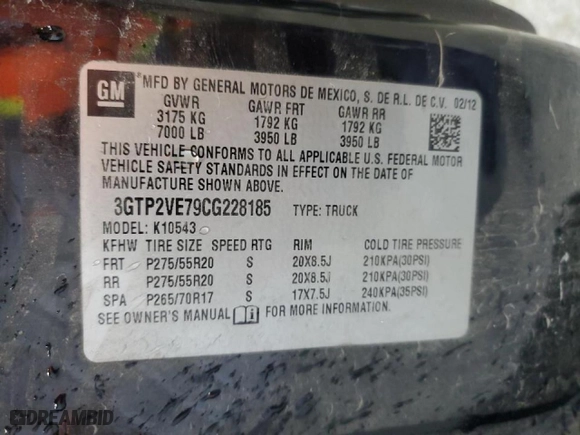 GM
*MFD BY GENERAL MOTORS DE MEXICO, S. DE R.L. DE C.V. 02/12
GVWR GAWR FRT GAWR RR
3175 KG 1792 KG 1792 KG
7000 LB 3950 LB 3950 LB
THIS VEHICLE CONFORMS TO ALL APPLICABLE U.S. FEDERAL MOTOR
VEHICLE SAFETY STANDARDS IN EFFECT ON THE DATE OF
MANUFACTURE SHOWN ABOVE.
3GTP2VE79CG228185 TYPE: TRUCK
MODEL: K10543
KFHW TIRE SIZE SPEED RTG RIM COLD TIRE PRESSURE
FRT P275/55R20 S 20X8.5J 210KPA(30PSI)
RR P275/55R20 S 20X8.5J 210KPA(30PSI)
SPA P265/70R17 S 17X7.5J 240KPA(35PSI)
SEE OWNER'S MANUAL FOR MORE INFORMATION.
DREAMBID